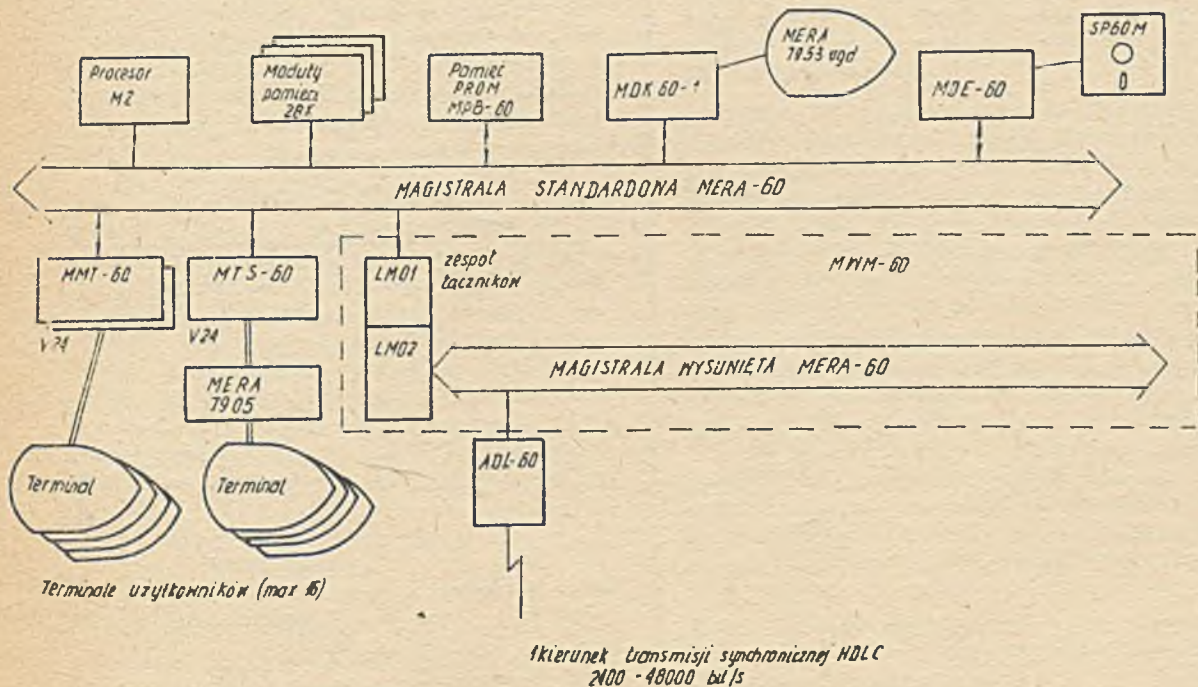 Procesor
M2
Moduły
pamięci
28K
Pamięć
PROM
MPB-60
MDK 60-1
MERA
7953 vgd
MDE-60
SP60M
MAGISTRALA STANDARDOWA MERA-60
MMT-60
V24
MTS-60
V24
MERA
7905
LM01
LM02
zespół
łączników
MWM-60
MAGISTRALA WYSUNIĘTA MERA-60
ADL-60
Terminal
Terminal
Terminale użytkowników (max 16)
1 kierunek transmisji synchronicznej HDLC
2400 - 48000 bit/s